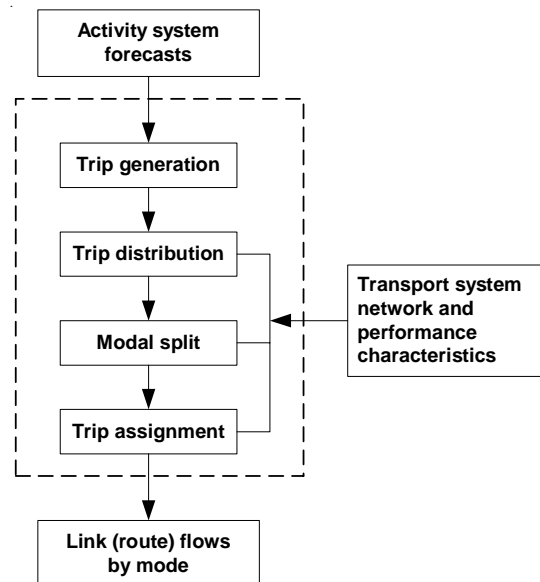 Activity system
forecasts
Trip generation
Trip distribution
Transport system
network and
performance
characteristics
Modal split
Trip assignment
Link (route) flows
by mode